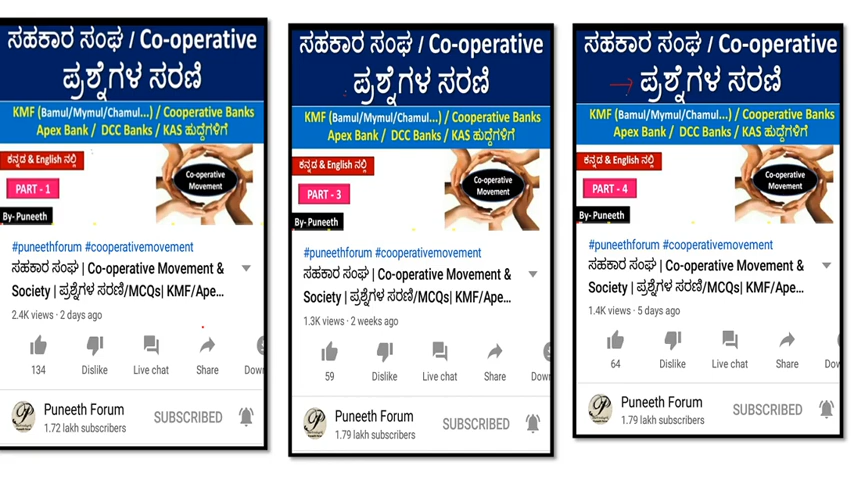 ಸಹಕಾರ ಸಂಘ / Co-operative
ಪ್ರಶ್ನೆಗಳ ಸರಣಿ
KMF (Bamul/Mymul/Chamul...) / Cooperative Banks
Apex Bank / DCC Banks / KAS ಹುದ್ದೆಗಳಿಗೆ
ಕನ್ನಡ & English ನಲ್ಲಿ
PART - 1
Co-operative
Movement
By- Puneeth
#puneethforum #cooperativemovement
ಸಹಕಾರ ಸಂಘ | Co-operative Movement &
Society | ಪ್ರಶ್ನೆಗಳ ಸರಣಿ/MCQs| KMF/Ape...
2.4K views · 2 days ago
134 Dislike Live chat Share Down
Puneeth Forum
SUBSCRIBED
1.72 lakh subscribers
ಸಹಕಾರ ಸಂಘ / Co-operative
ಪ್ರಶ್ನೆಗಳ ಸರಣಿ
KMF (Bamul/Mymul/Chamul...) / Cooperative Banks
Apex Bank / DCC Banks / KAS ಹುದ್ದೆಗಳಿಗೆ
ಕನ್ನಡ & English ನಲ್ಲಿ
PART - 3
Co-operative
Movement
By- Puneeth
#puneethforum #cooperativemovement
ಸಹಕಾರ ಸಂಘ | Co-operative Movement &
Society | ಪ್ರಶ್ನೆಗಳ ಸರಣಿ/MCQs| KMF/Ape...
1.3K views · 2 weeks ago
59 Dislike Live chat Share Down
Puneeth Forum
SUBSCRIBED
1.79 lakh subscribers
ಸಹಕಾರ ಸಂಘ / Co-operative
ಪ್ರಶ್ನೆಗಳ ಸರಣಿ
KMF (Bamul/Mymul/Chamul...) / Cooperative Banks
Apex Bank / DCC Banks / KAS ಹುದ್ದೆಗಳಿಗೆ
ಕನ್ನಡ & English ನಲ್ಲಿ
PART - 4
Co-operative
Movement
By- Puneeth
#puneethforum #cooperativemovement
ಸಹಕಾರ ಸಂಘ | Co-operative Movement &
Society | ಪ್ರಶ್ನೆಗಳ ಸರಣಿ/MCQs| KMF/Ape...
1.4K views · 5 days ago
64 Dislike Live chat Share Down
Puneeth Forum
SUBSCRIBED
1.79 lakh subscribers